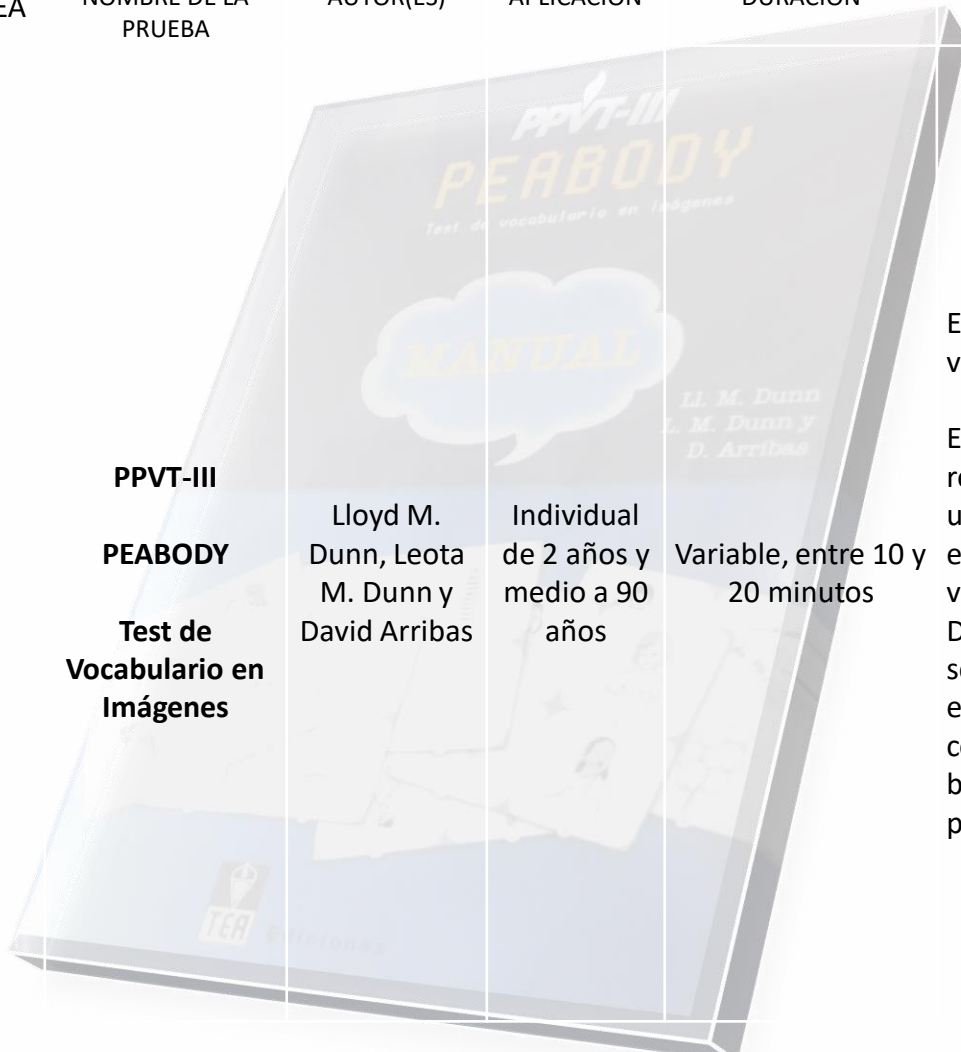 NOMBRE DE LA
PRUEBA
AUTOR(ES)
APLICACIÓN
DURACIÓN
PPVT-III
PEABODY
Test de vocabulario en imágenes
MANUAL
Ll. M. Dunn
L. M. Dunn y
D. Arribas
TEA Ediciones
PPVT-III
PEABODY
Test de
Vocabulario en
Imágenes
Lloyd M.
Dunn, Leota
M. Dunn y
David Arribas
Individual
de 2 años y
medio a 90
años
Variable, entre 10 y
20 minutos